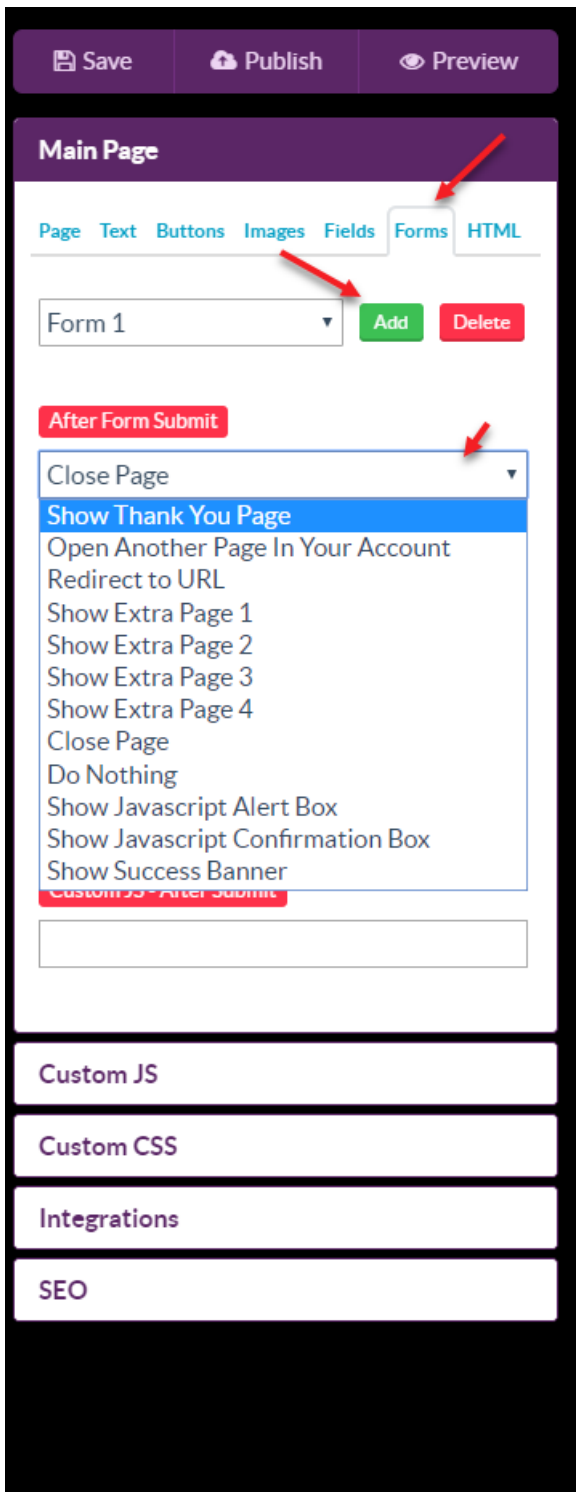 Save Publish Preview
Main Page
Page Text Buttons Images Fields Forms HTML
Form 1 Add Delete
After Form Submit
Close Page
Show Thank You Page
Open Another Page In Your Account
Redirect to URL
Show Extra Page 1
Show Extra Page 2
Show Extra Page 3
Show Extra Page 4
Close Page
Do Nothing
Show Javascript Alert Box
Show Javascript Confirmation Box
Show Success Banner
Custom JS - After Submit
Custom JS
Custom CSS
Integrations
SEO